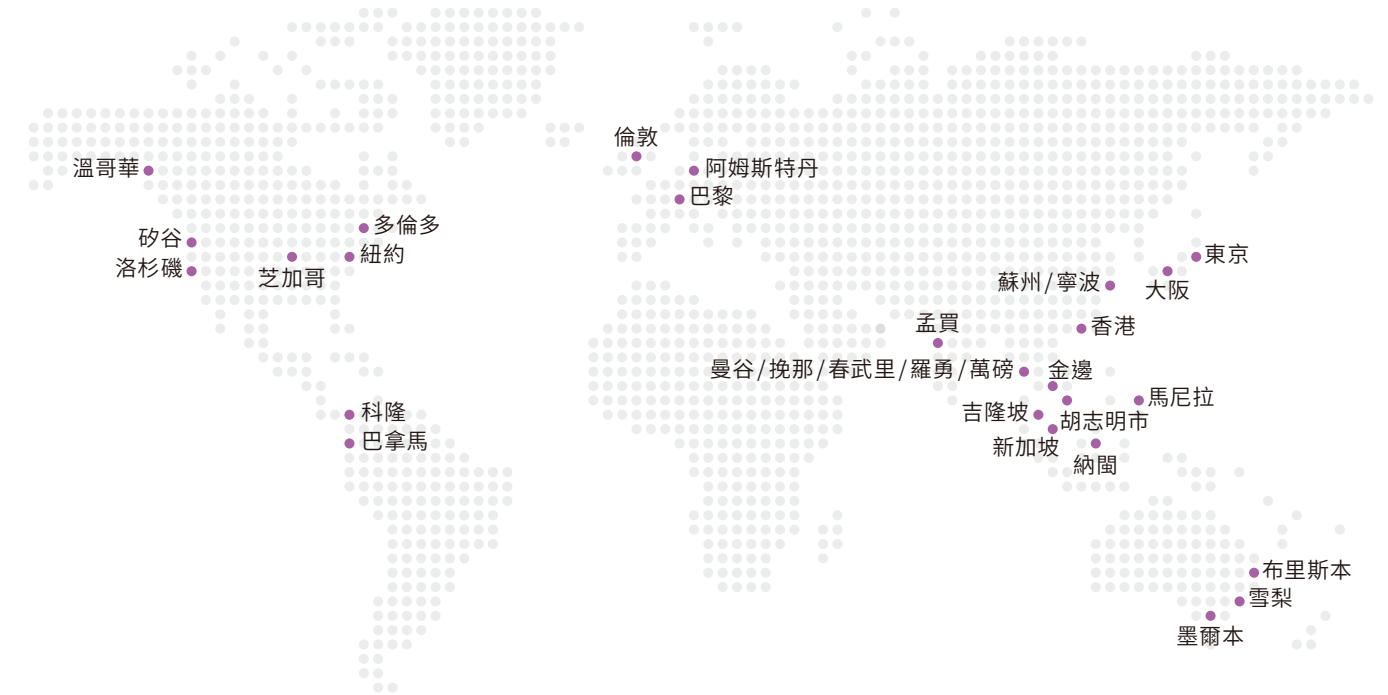 倫敦
溫哥華
阿姆斯特丹
巴黎
多倫多
矽谷
紐約
東京
洛杉磯
芝加哥
蘇州/寧波
大阪
孟買
香港
曼谷/挽那/春武里/羅勇/萬磅
金邊
馬尼拉
科隆
吉隆坡
胡志明市
巴拿馬
新加坡
納閩
布里斯本
雪梨
墨爾本